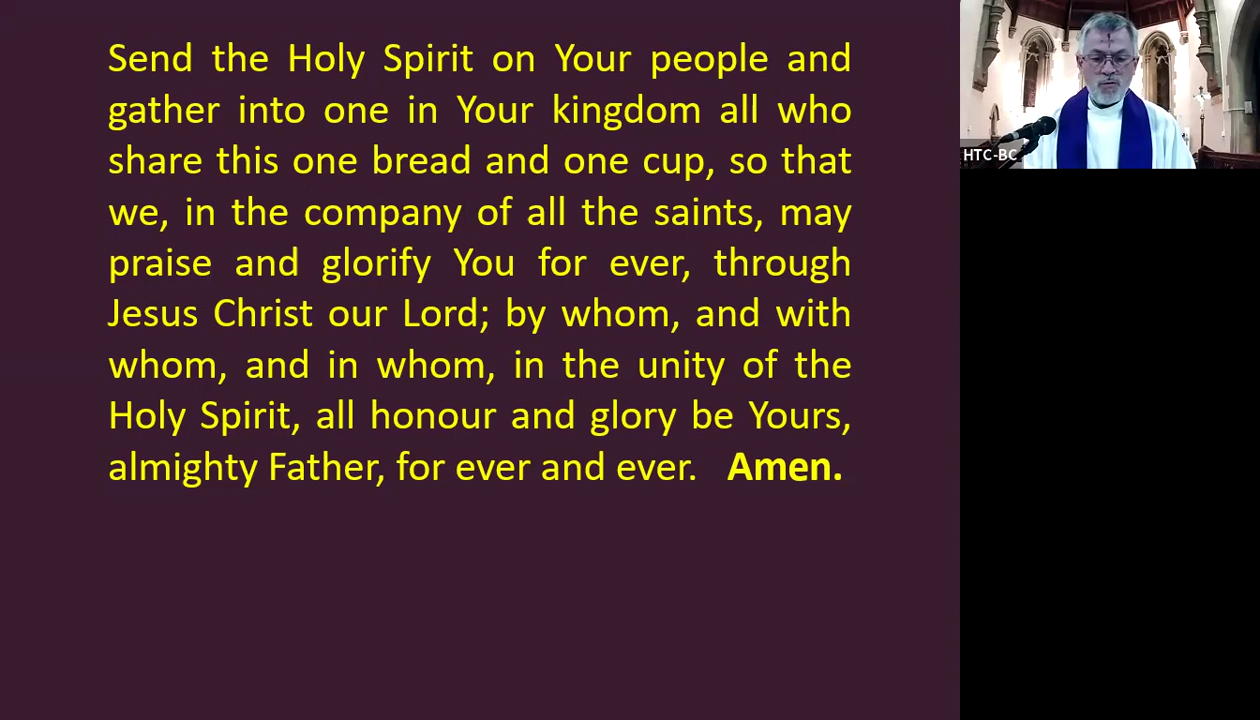 Send the Holy Spirit on Your people and
gather into one in Your kingdom all who
share this one bread and one cup, so that
we, in the company of all the saints, may
praise and glorify You for ever, through
Jesus Christ our Lord; by whom, and with
whom, and in whom, in the unity of the
Holy Spirit, all honour and glory be Yours,
almighty Father, for ever and ever. Amen.
HTC-BC